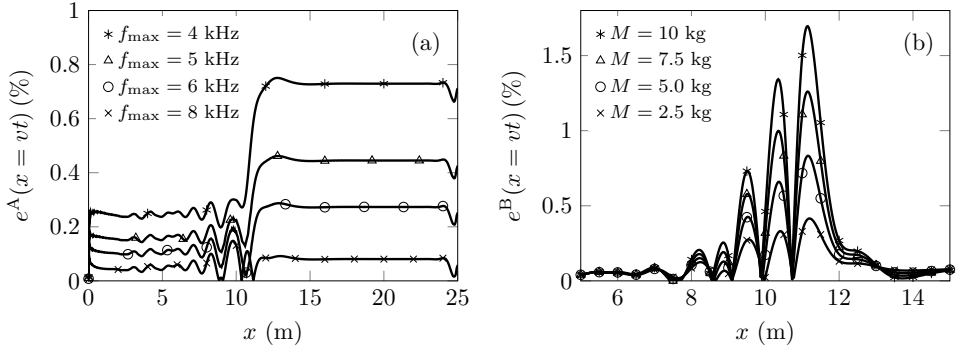 f_max = 4 kHz
f_max = 5 kHz
f_max = 6 kHz
f_max = 8 kHz
(a)
1
0.8
0.6
0.4
0.2
0
e^A(x = vt) (%)
0 5 10 15 20 25
x (m)
M = 10 kg
M = 7.5 kg
M = 5.0 kg
M = 2.5 kg
(b)
1.5
1
0.5
0
e^B(x = vt) (%)
6 8 10 12 14
x (m)